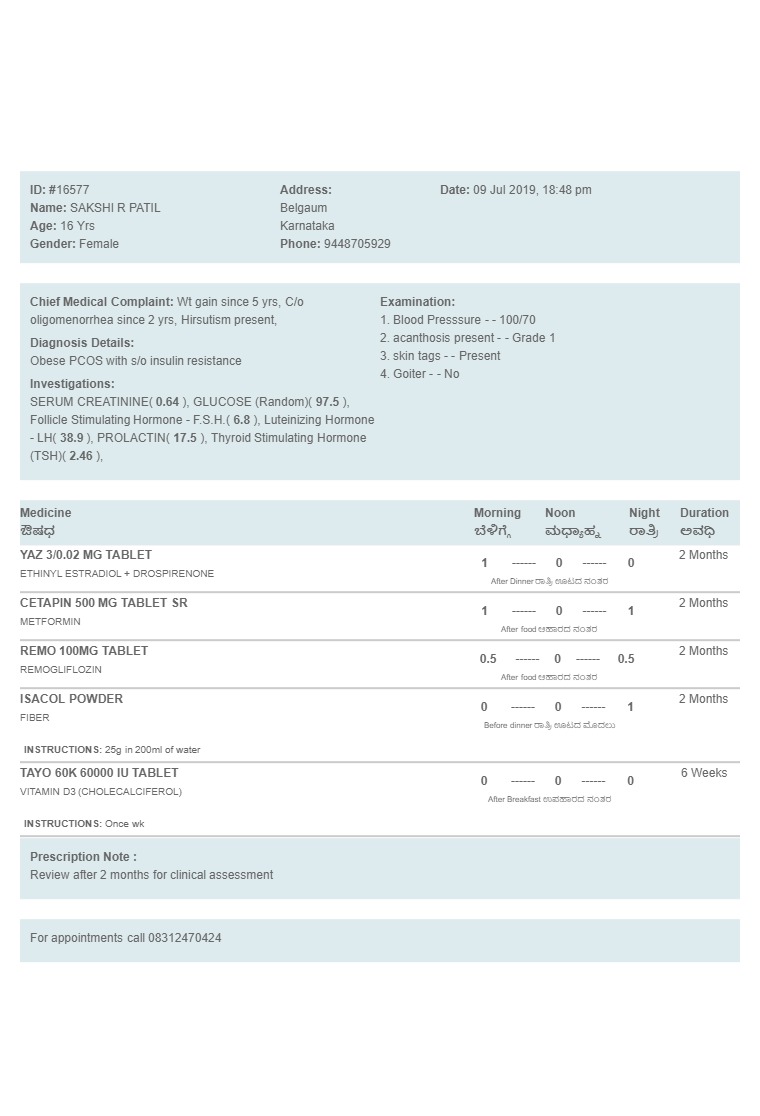 ID: #16577
Name: SAKSHI R PATIL
Age: 16 Yrs
Gender: Female
Address:
Belgaum
Karnataka
Phone: 9448705929
Date: 09 Jul 2019, 18:48 pm
Chief Medical Complaint: Wt gain since 5 yrs, C/o
oligomenorrhea since 2 yrs, Hirsutism present,
Diagnosis Details:
Obese PCOS with s/o insulin resistance
Investigations:
SERUM CREATININE( 0.64 ), GLUCOSE (Random)( 97.5 ),
Follicle Stimulating Hormone - F.S.H.( 6.8 ), Luteinizing Hormone
- LH( 38.9 ), PROLACTIN( 17.5 ), Thyroid Stimulating Hormone
(TSH)( 2.46 ),
Examination:
1. Blood Presssure - - 100/70
2. acanthosis present - - Grade 1
3. skin tags - - Present
4. Goiter - - No
Medicine Morning Noon Night Duration
ಔಷಧ ಬೆಳಿಗ್ಗೆ ಮಧ್ಯಾಹ್ನ ರಾತ್ರಿ ಅವಧಿ
YAZ 3/0.02 MG TABLET 1 ------ 0 ------ 0 2 Months
ETHINYL ESTRADIOL + DROSPIRENONE
After Dinner ರಾತ್ರಿ ಊಟದ ನಂತರ
CETAPIN 500 MG TABLET SR 1 ------ 0 ------ 1 2 Months
METFORMIN
After food ಆಹಾರದ ನಂತರ
REMO 100MG TABLET 0.5 ------ 0 ------ 0.5 2 Months
REMOGLIFLOZIN
After food ಆಹಾರದ ನಂತರ
ISACOL POWDER 0 ------ 0 ------ 1 2 Months
FIBER
Before dinner ರಾತ್ರಿ ಊಟದ ಮೊದಲು
INSTRUCTIONS: 25g in 200ml of water
TAYO 60K 60000 IU TABLET 0 ------ 0 ------ 0 6 Weeks
VITAMIN D3 (CHOLECALCIFEROL)
After Breakfast ಉಪಹಾರದ ನಂತರ
INSTRUCTIONS: Once wk
Prescription Note :
Review after 2 months for clinical assessment
For appointments call 08312470424